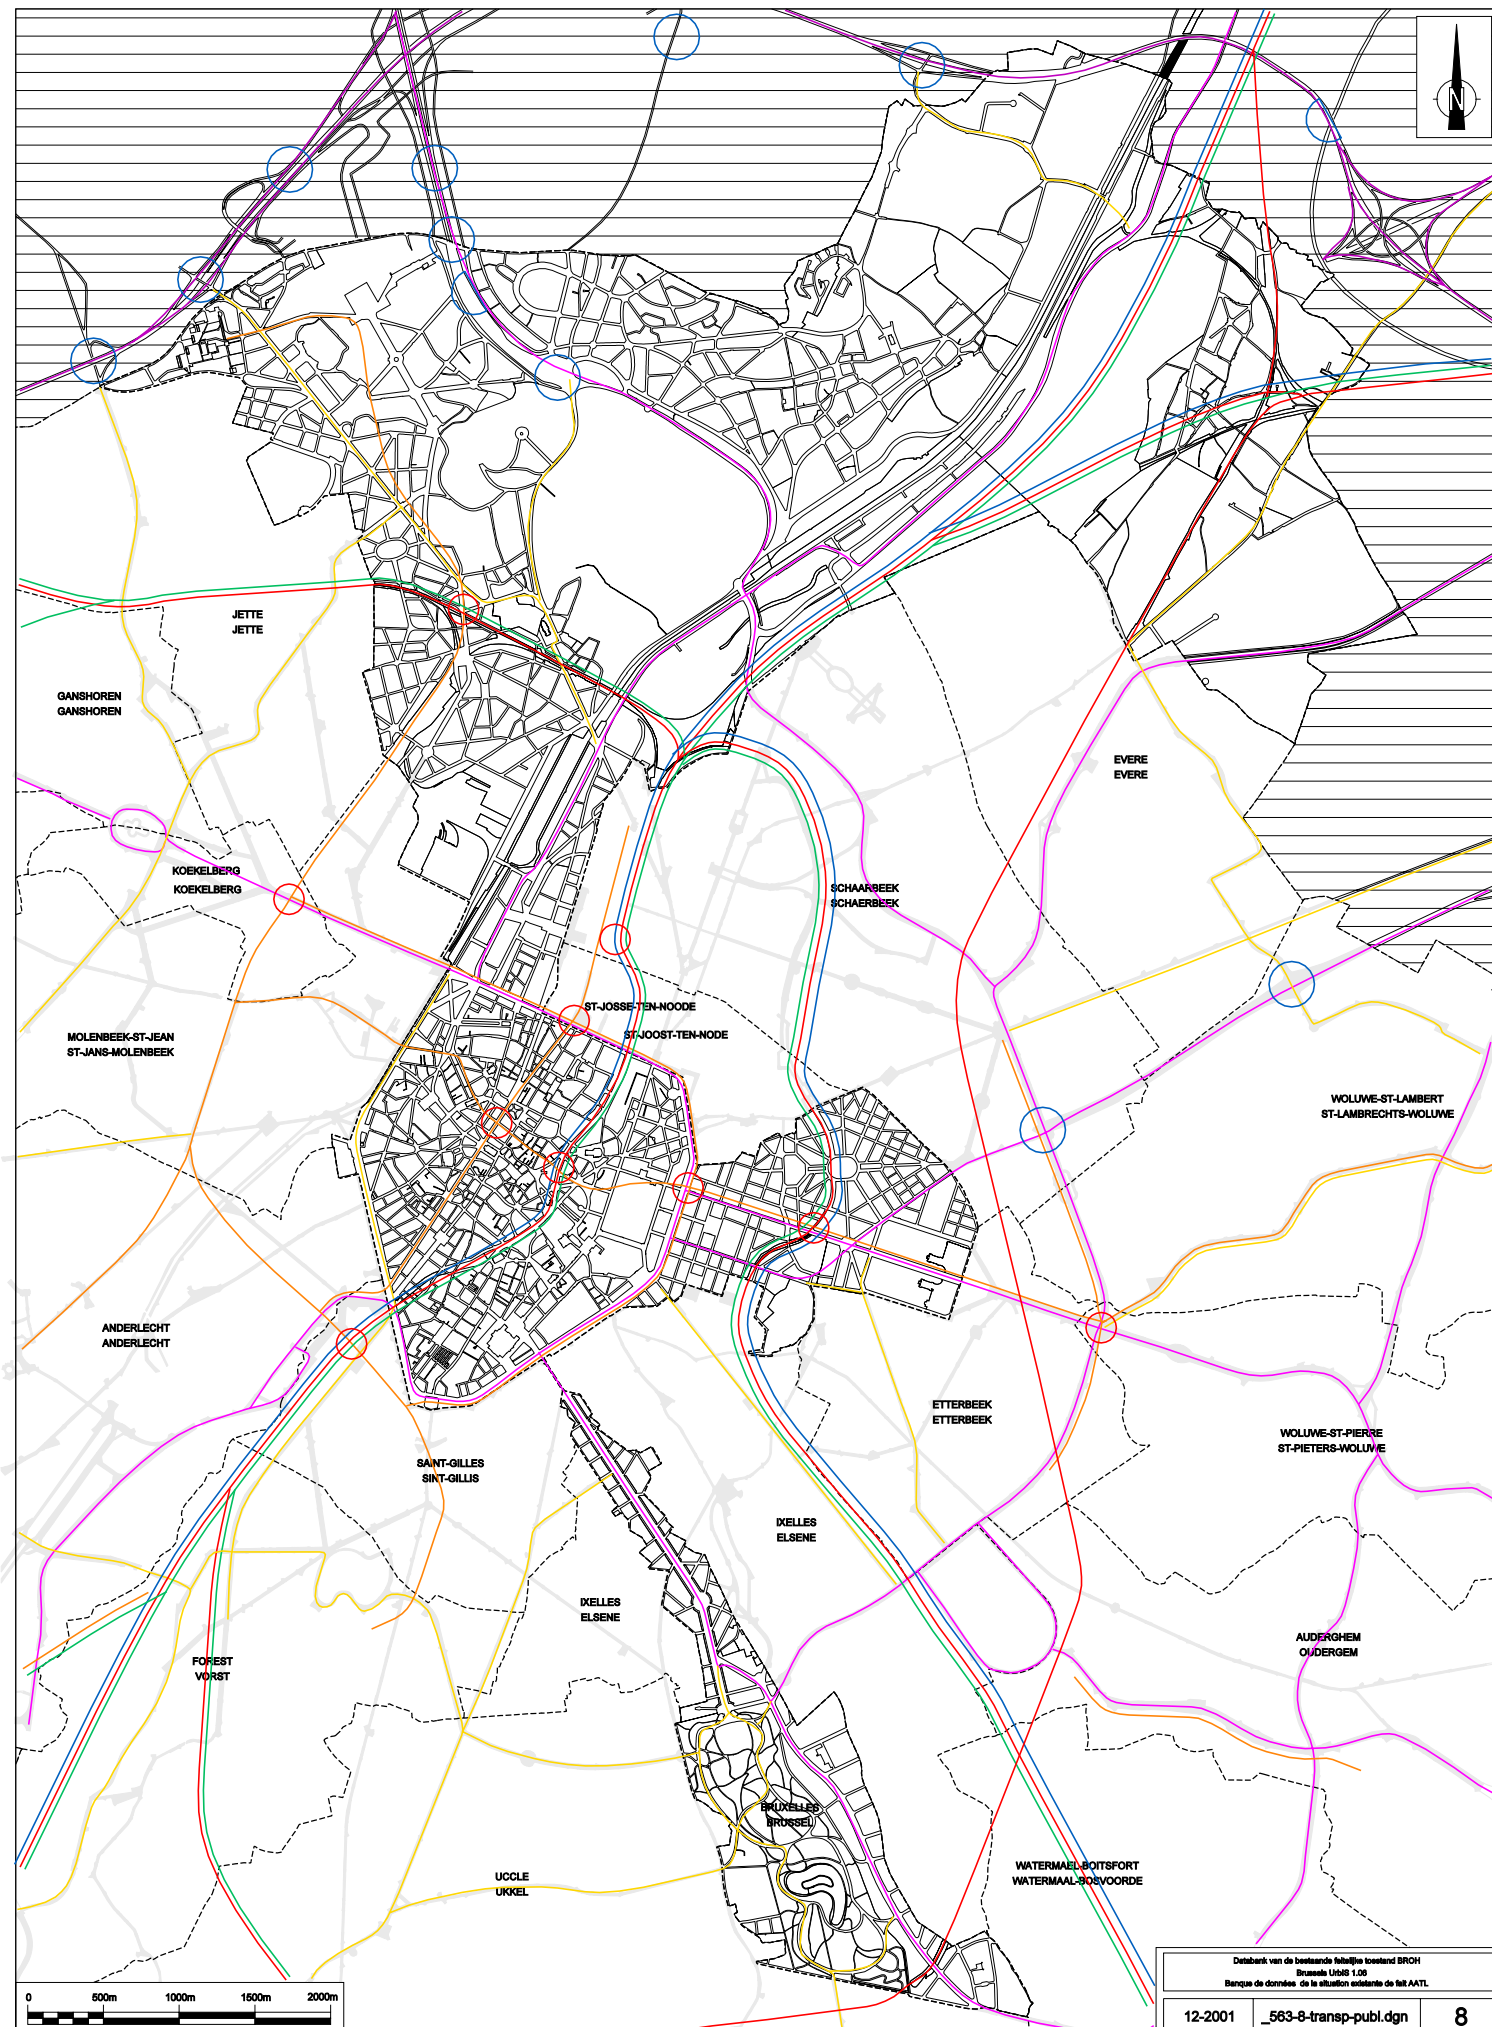 N
JETTE
JETTE
GANSHOREN
GANSHOREN
EVERE
EVERE
KOEKELBERG
KOEKELBERG
SCHAARBEEK
SCHAERBEEK
ST-JOSSE-TEN-NOODE
ST-JOOST-TEN-NODE
MOLENBEEK-ST-JEAN
ST-JANS-MOLENBEEK
WOLUWE-ST-LAMBERT
ST-LAMBRECHTS-WOLUWE
ANDERLECHT
ANDERLECHT
ETTERBEEK
ETTERBEEK
WOLUWE-ST-PIERRE
ST-PIETERS-WOLUWE
SAINT-GILLES
SINT-GILLIS
IXELLES
ELSENE
IXELLES
ELSENE
AUDERGHEM
OUDERGEM
FOREST
VORST
BRUXELLES
BRUSSEL
WATERMAEL-BOITSFORT
WATERMAAL-BOSVOORDE
UCCLE
UKKEL
0 500m 1000m 1500m 2000m
Databank van de bestaande feitelijke toestand BROH
Brussels UrbIS 1.06
Banque de données de la situation existante de fait AATL
12-2001 _563-8-transp-publ.dgn 8